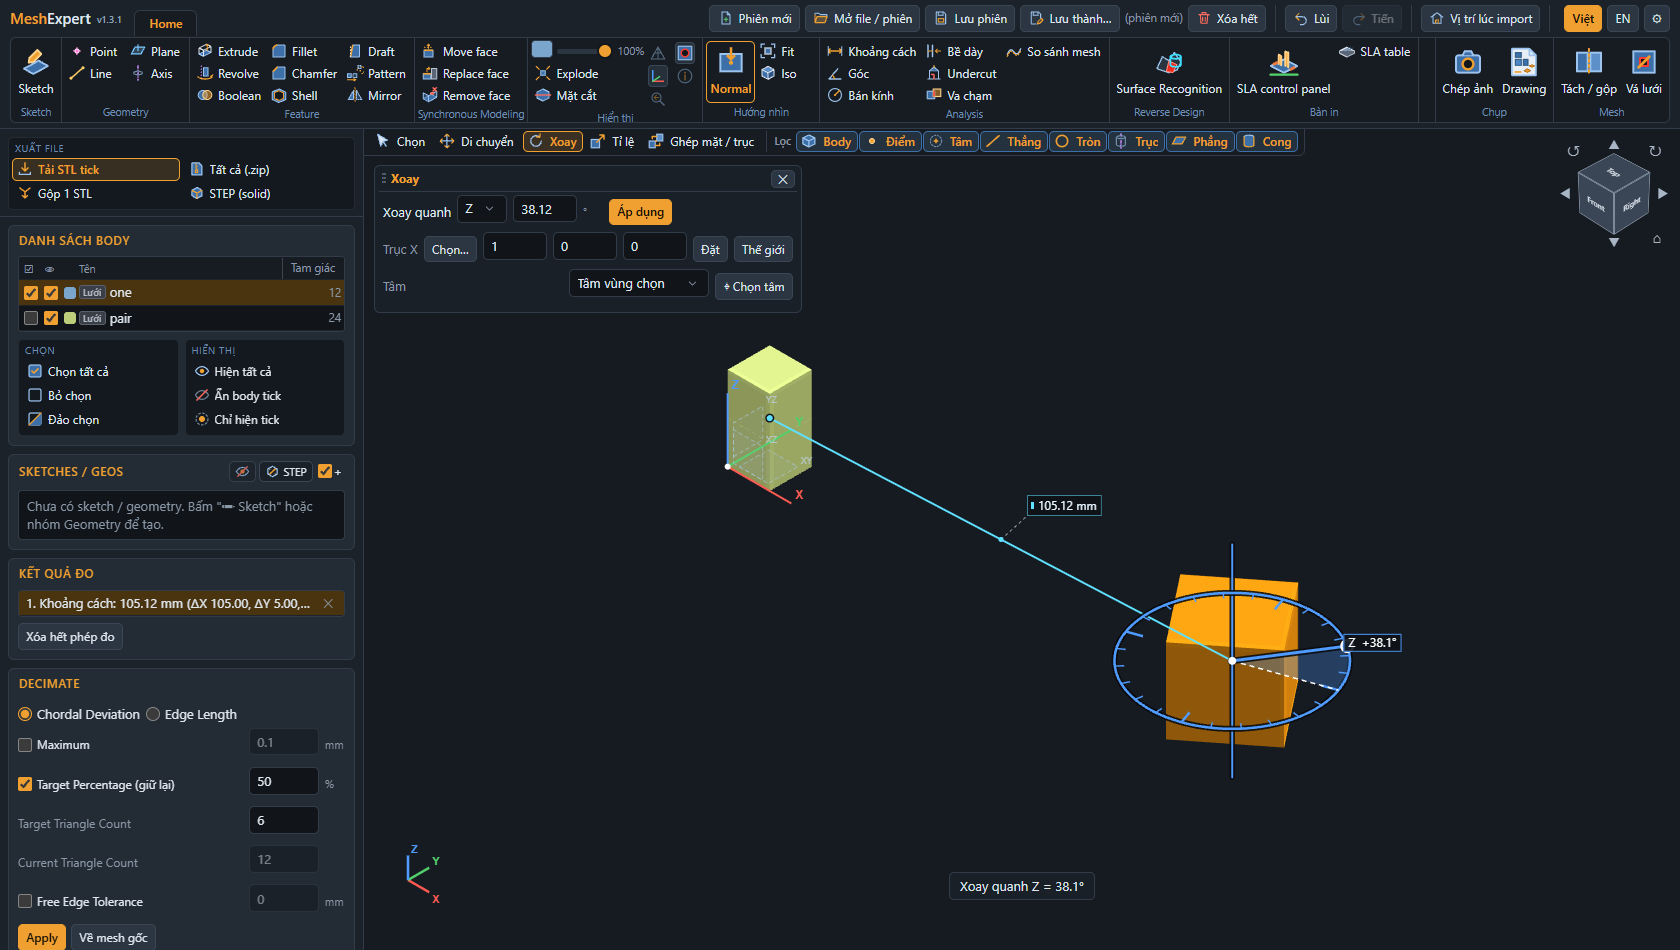 MeshExpert v1.3.1
Home
Phiên mới
Mở file / phiên
Lưu phiên
Lưu thành...
(phiên mới)
Xóa hết
Lùi
Tiến
Vị trí lúc import
Việt
EN
Sketch
Point
Plane
Line
Axis
Extrude
Fillet
Draft
Revolve
Chamfer
Pattern
Boolean
Shell
Mirror
Move face
Replace face
Remove face
100%
Explode
Mặt cắt
Normal
Fit
Iso
Khoảng cách
Bề dày
So sánh mesh
Góc
Undercut
Bán kính
Va chạm
Surface Recognition
SLA control panel
SLA table
Chép ảnh
Drawing
Tách / gộp
Vá lưới
Sketch
Geometry
Feature
Synchronous Modeling
Hiển thị
Hướng nhìn
Analysis
Reverse Design
Bản in
Chụp
Mesh
Chọn
Di chuyển
Xoay
Tỉ lệ
Ghép mặt / trục
Lọc
Body
Điểm
Tâm
Thẳng
Tròn
Trục
Phẳng
Cong
XUẤT FILE
Tải STL tick
Tất cả (.zip)
Gộp 1 STL
STEP (solid)
DANH SÁCH BODY
Tên
Tam giác
Lưới one 12
Lưới pair 24
CHỌN
Chọn tất cả
Bỏ chọn
Đảo chọn
HIỂN THỊ
Hiện tất cả
Ẩn body tick
Chỉ hiện tick
SKETCHES / GEOS
STEP
+
Chưa có sketch / geometry. Bấm "✏ Sketch" hoặc
nhóm Geometry để tạo.
KẾT QUẢ ĐO
1. Khoảng cách: 105.12 mm (ΔX 105.00, ΔY 5.00,...
Xóa hết phép đo
DECIMATE
Chordal Deviation
Edge Length
Maximum
0.1
mm
Target Percentage (giữ lại)
50
%
Target Triangle Count
6
Current Triangle Count
12
Free Edge Tolerance
0
mm
Apply
Về mesh gốc
Xoay
Xoay quanh
Z
38.12
°
Áp dụng
Trục X
Chọn...
1
0
0
Đặt
Thế giới
Tâm
Tâm vùng chọn
⌖ Chọn tâm
Top
Front
Right
Z
YZ
XZ
XY
X
105.12 mm
Z +38.1°
Z
Y
X
Xoay quanh Z = 38.1°